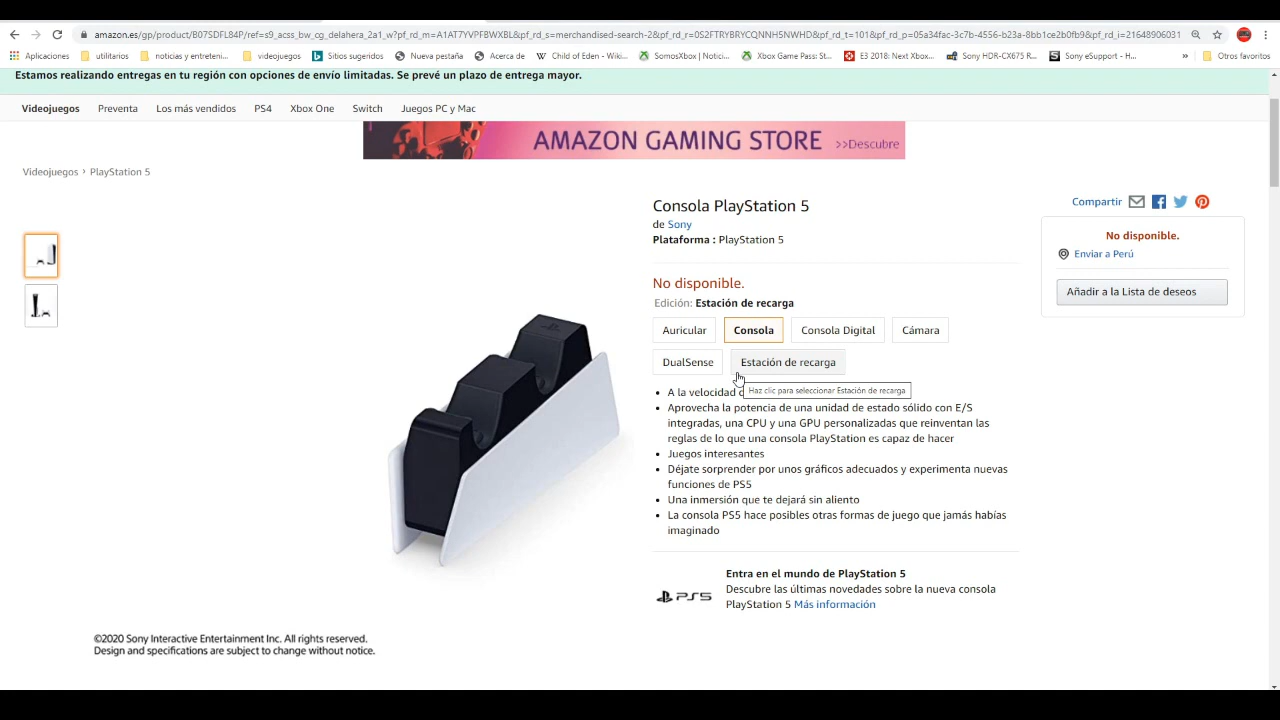 amazon.es/gp/product/B07SDFL84P/ref=s9_acss_bw_cg_delahera_2a1_w?pf_rd_m=A1AT7YVPFBWXBL&pf_rd_s=merchandised-search-2&pf_rd_r=0S2FTRYBRYCQNNH5NWHD&pf_rd_t=101&pf_rd_p=05a34fac-3c7b-4556-b23a-8bb1ce2b0fb9&pf_rd_i=21648906031
Aplicaciones utilitarios noticias y entreteni... videojuegos Sitios sugeridos Nueva pestaña Acerca de Child of Eden - Wiki... SomosXbox | Notici... Xbox Game Pass: St... E3 2018: Next Xbox... Sony HDR-CX675 R... Sony eSupport - H... » Otros favoritos
Estamos realizando entregas en tu región con opciones de envío limitadas. Se prevé un plazo de entrega mayor.
Videojuegos Preventa Los más vendidos PS4 Xbox One Switch Juegos PC y Mac
AMAZON GAMING STORE >>Descubre
Videojuegos › PlayStation 5
Compartir
Consola PlayStation 5
de Sony
Plataforma : PlayStation 5
No disponible.
Enviar a Perú
Añadir a la Lista de deseos
No disponible.
Edición: Estación de recarga
Auricular Consola Consola Digital Cámara
DualSense Estación de recarga
Haz clic para seleccionar Estación de recarga
• A la velocidad
• Aprovecha la potencia de una unidad de estado sólido con E/S
integradas, una CPU y una GPU personalizadas que reinventan las
reglas de lo que una consola PlayStation es capaz de hacer
• Juegos interesantes
• Déjate sorprender por unos gráficos adecuados y experimenta nuevas
funciones de PS5
• Una inmersión que te dejará sin aliento
• La consola PS5 hace posibles otras formas de juego que jamás habías
imaginado
PS5
Entra en el mundo de PlayStation 5
Descubre las últimas novedades sobre la nueva consola
PlayStation 5 Más información
©2020 Sony Interactive Entertainment Inc. All rights reserved.
Design and specifications are subject to change without notice.